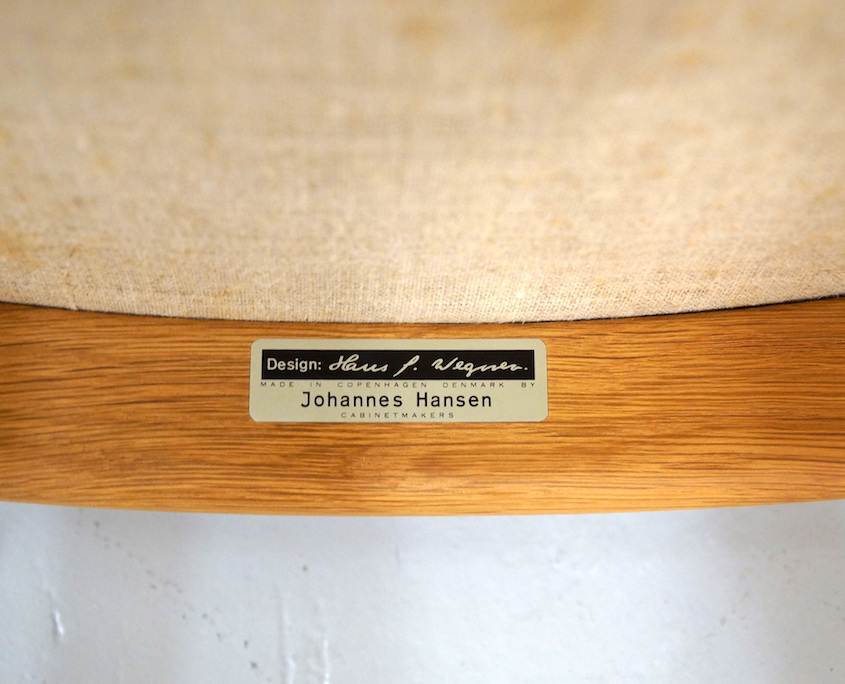 Design: Hans J. Wegner.
MADE IN COPENHAGEN DENMARK BY
Johannes Hansen
CABINETMAKERS